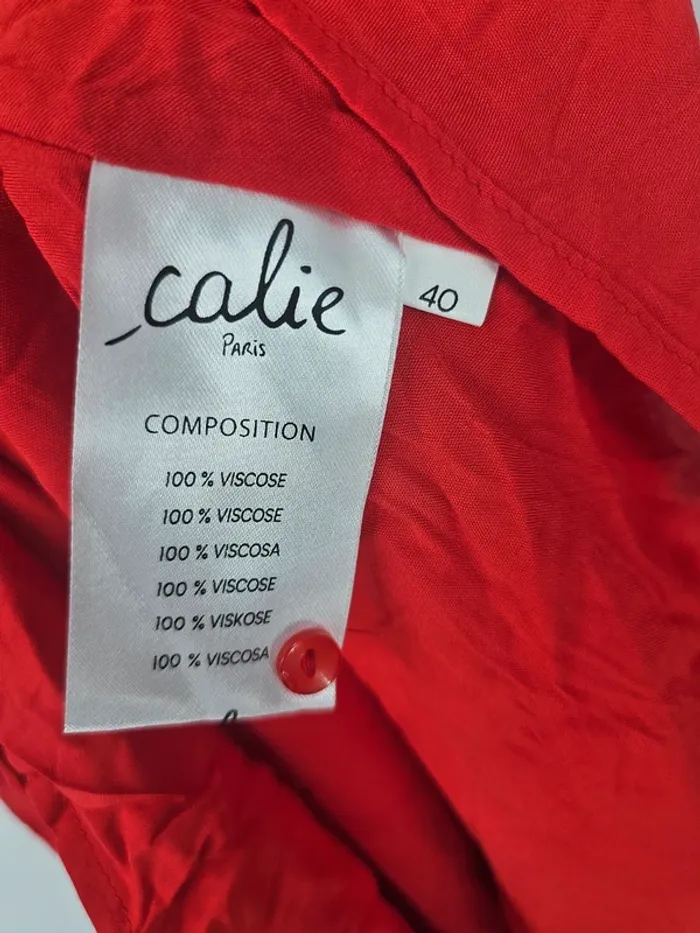 calie
PARIS
40
COMPOSITION
100 % VISCOSE
100 % VISCOSE
100 % VISCOSA
100 % VISCOSE
100 % VISKOSE
100 % VISCOSA